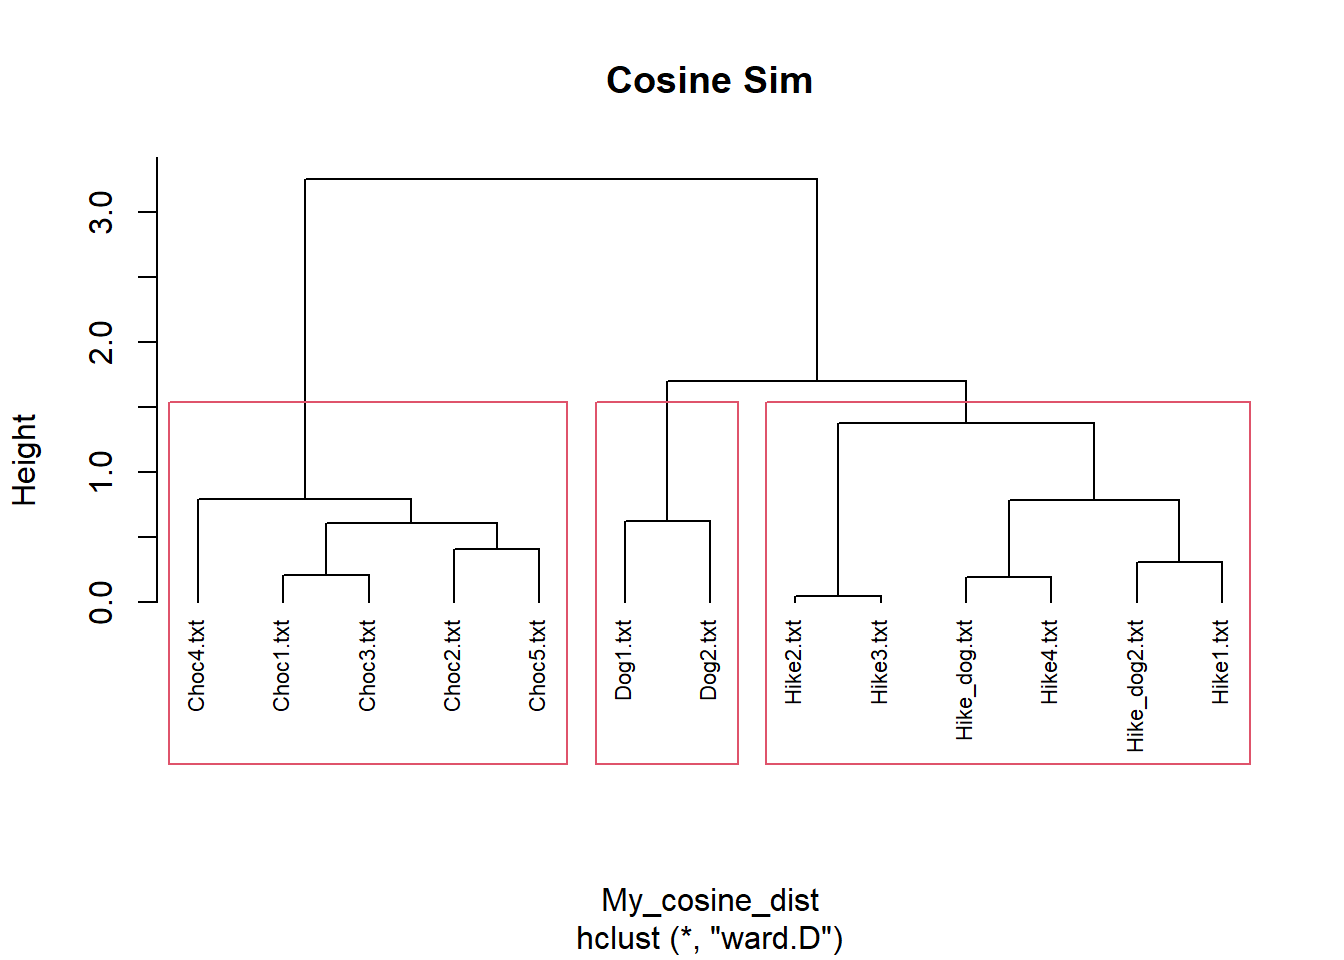 Cosine Sim
Height
3.0
2.0
1.0
0.0
Choc4.txt
Choc1.txt
Choc3.txt
Choc2.txt
Choc5.txt
Dog1.txt
Dog2.txt
Hike2.txt
Hike3.txt
Hike_dog.txt
Hike4.txt
Hike_dog2.txt
Hike1.txt
My_cosine_dist
hclust (*, "ward.D")